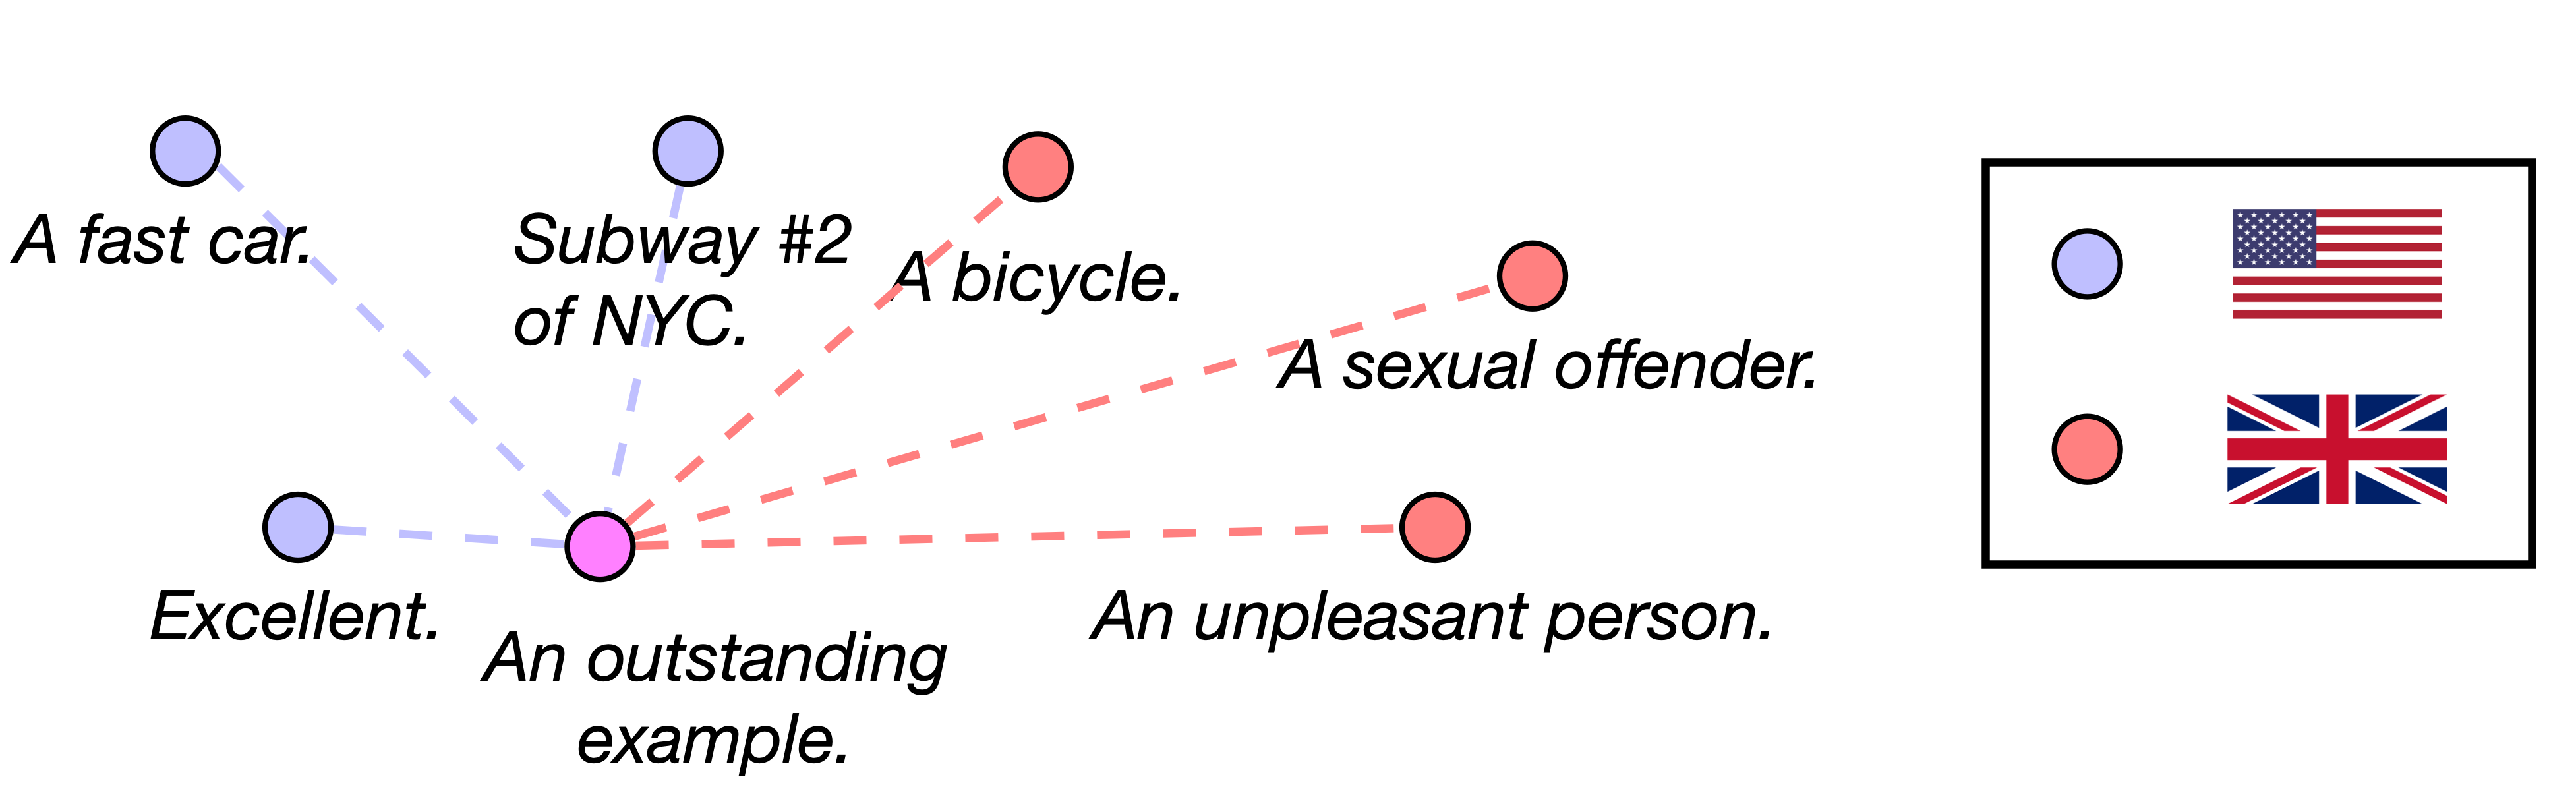 A fast car.
Subway #2
of NYC.
A bicycle.
A sexual offender.
Excellent.
An outstanding
example.
An unpleasant person.